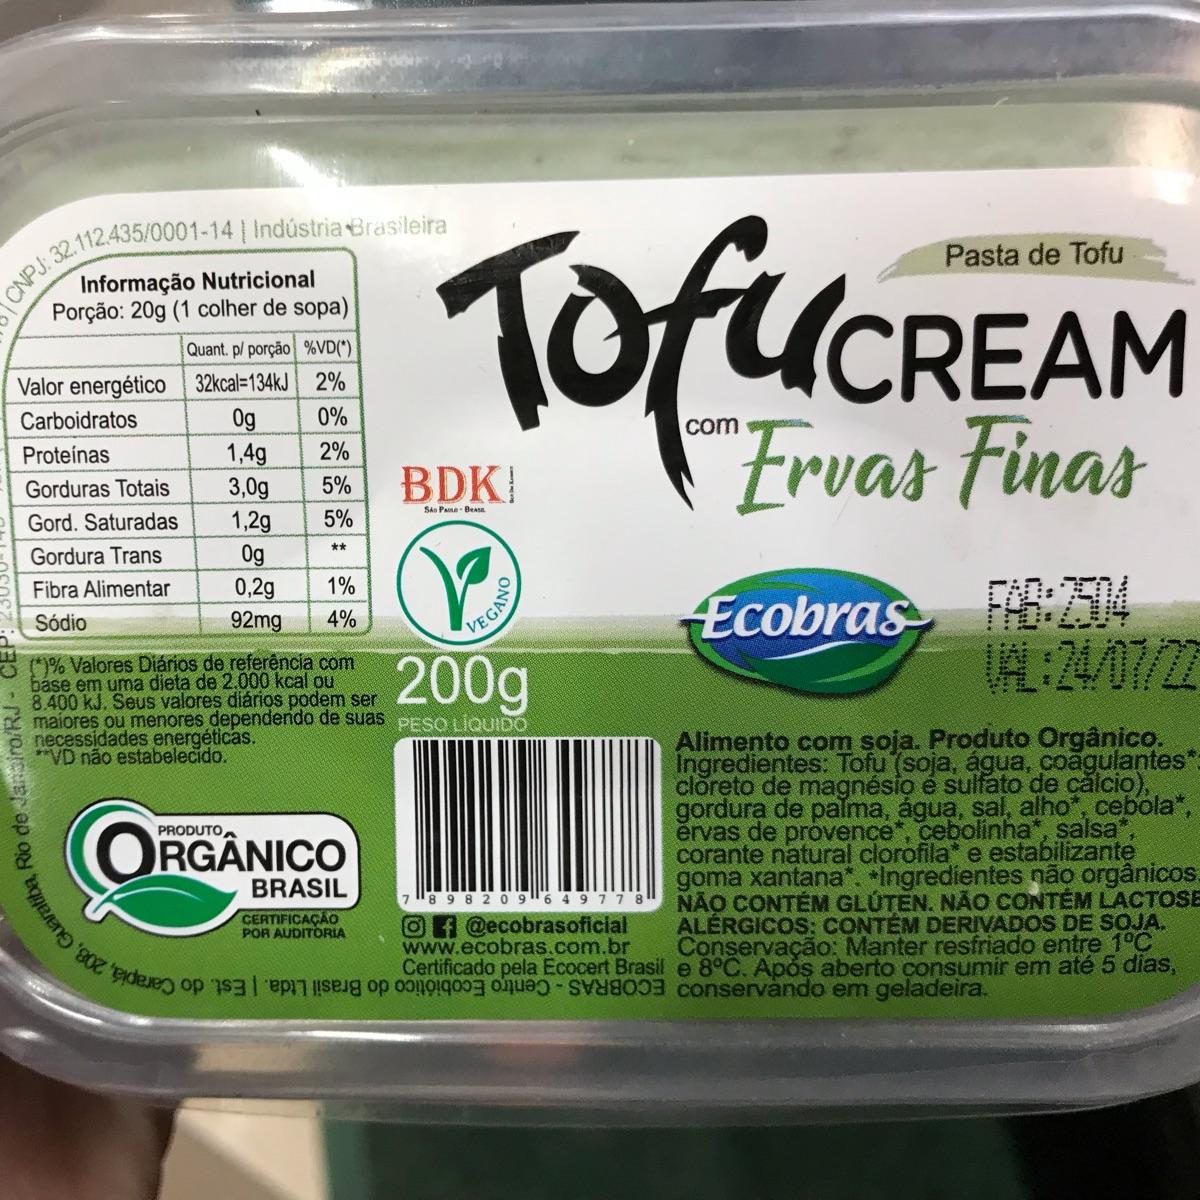 CNPJ: 32.112.435/0001-14 | Indústria Brasileira
Informação Nutricional
Porção: 20g (1 colher de sopa)
Quant. p/ porção %VD(*)
Valor energético 32kcal=134kJ 2%
Carboidratos 0g 0%
Proteínas 1,4g 2%
Gorduras Totais 3,0g 5%
Gord. Saturadas 1,2g 5%
Gordura Trans 0g **
Fibra Alimentar 0,2g 1%
Sódio 92mg 4%
(*)% Valores Diários de referência com
base em uma dieta de 2.000 kcal ou
8.400 kJ. Seus valores diários podem ser
maiores ou menores dependendo de suas
necessidades energéticas.
**VD não estabelecido.
PRODUTO
ORGÂNICO
BRASIL
CERTIFICAÇÃO
POR AUDITORIA
BDK
São Paulo - Brasil
VEGANO
200g
PESO LÍQUIDO
7 898209 649778
@ecobrasoficial
www.ecobras.com.br
Certificado pela Ecocert Brasil
Pasta de Tofu
TofuCREAM
com Ervas Finas
Ecobras
FAB:2504
VAL:24/07/22
Alimento com soja. Produto Orgânico.
Ingredientes: Tofu (soja, água, coagulantes*:
cloreto de magnésio e sulfato de cálcio),
gordura de palma, água, sal, alho*, cebola*,
ervas de provence*, cebolinha*, salsa*,
corante natural clorofila* e estabilizante
goma xantana*. *Ingredientes não orgânicos.
NÃO CONTÉM GLÚTEN. NÃO CONTÉM LACTOSE
ALÉRGICOS: CONTÉM DERIVADOS DE SOJA.
Conservação: Manter resfriado entre 1ºC
e 8ºC. Após aberto consumir em até 5 dias,
conservando em geladeira.
ECOBRAS - Centro Ecobiótico do Brasil Ltda. | Est. do Carapiá, 208, Guaratiba, Rio de Janeiro/RJ - CEP: